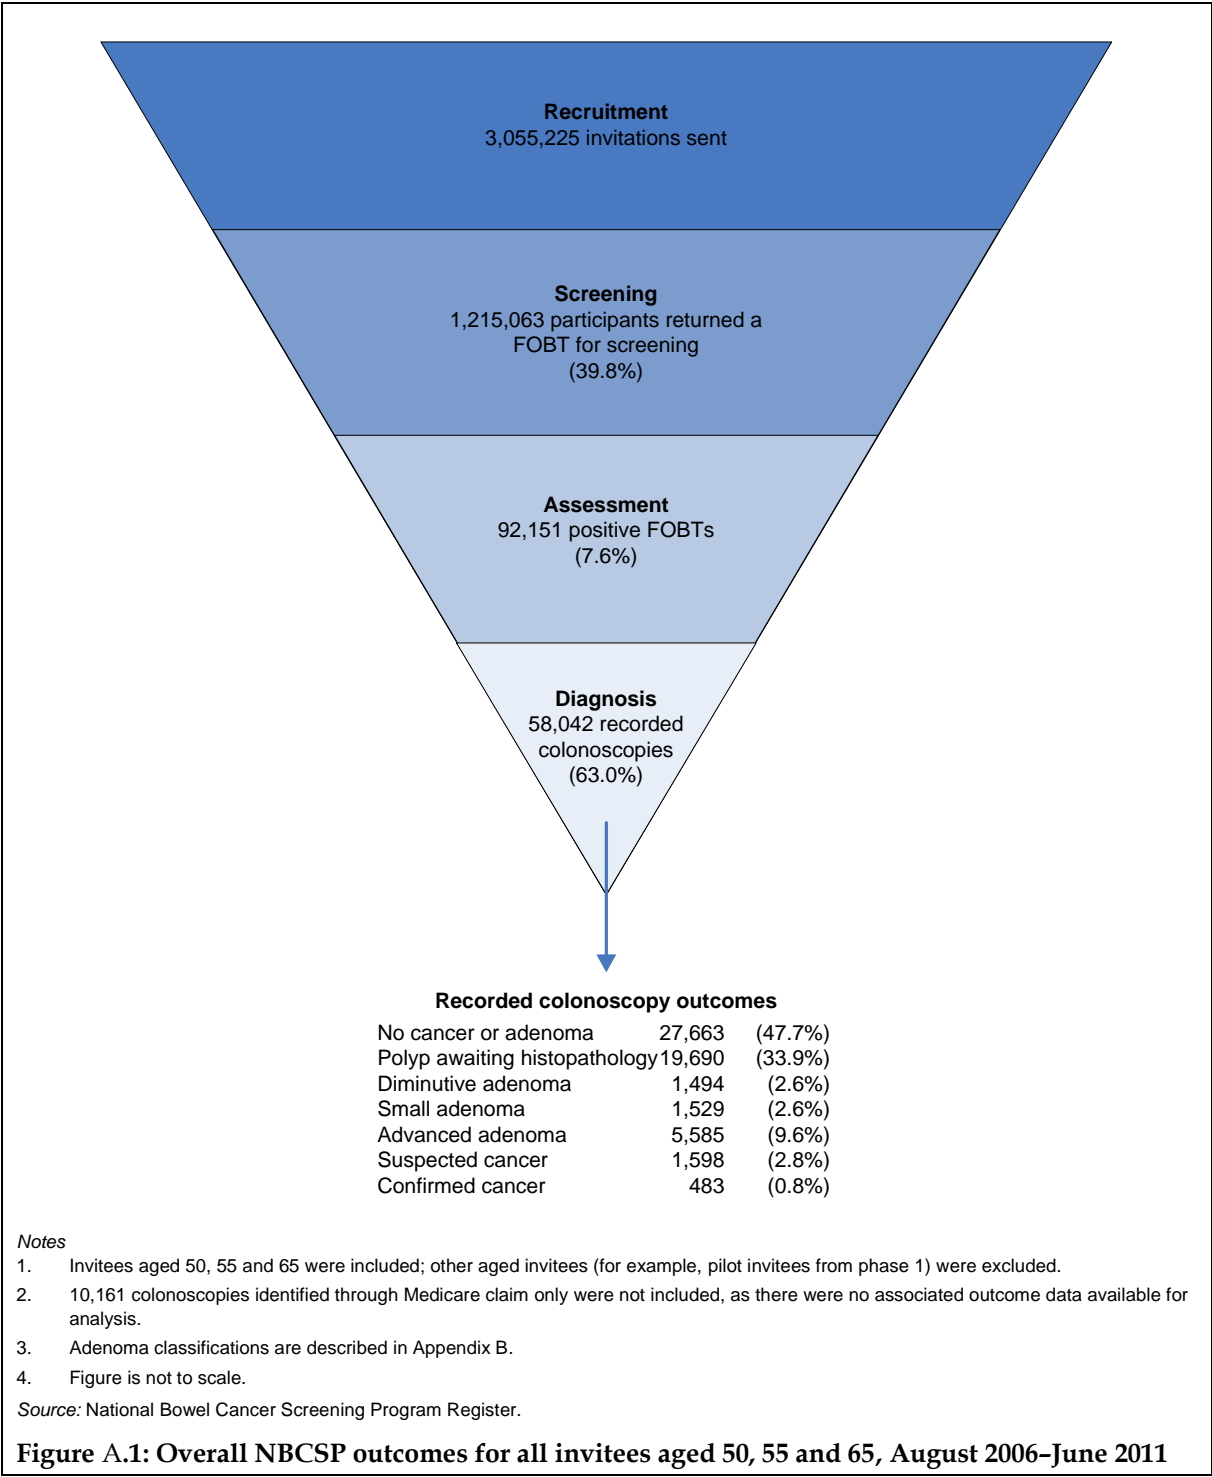 Recruitment
3,055,225 invitations sent
Screening
1,215,063 participants returned a
FOBT for screening
(39.8%)
Assessment
92,151 positive FOBTs
(7.6%)
Diagnosis
58,042 recorded
colonoscopies
(63.0%)
Recorded colonoscopy outcomes
No cancer or adenoma 27,663 (47.7%)
Polyp awaiting histopathology 19,690 (33.9%)
Diminutive adenoma 1,494 (2.6%)
Small adenoma 1,529 (2.6%)
Advanced adenoma 5,585 (9.6%)
Suspected cancer 1,598 (2.8%)
Confirmed cancer 483 (0.8%)
Notes
1. Invitees aged 50, 55 and 65 were included; other aged invitees (for example, pilot invitees from phase 1) were excluded.
2. 10,161 colonoscopies identified through Medicare claim only were not included, as there were no associated outcome data available for
analysis.
3. Adenoma classifications are described in Appendix B.
4. Figure is not to scale.
Source: National Bowel Cancer Screening Program Register.
Figure A.1: Overall NBCSP outcomes for all invitees aged 50, 55 and 65, August 2006–June 2011